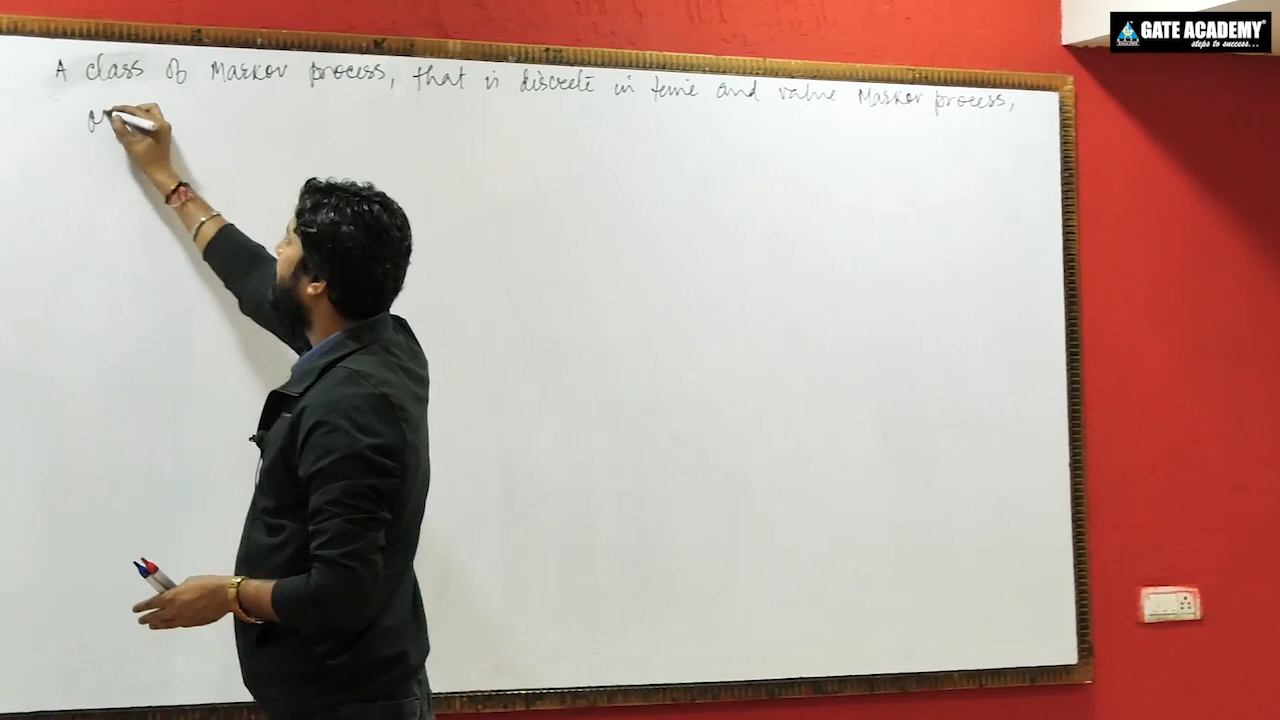 GATE ACADEMY®
steps to success...
A class of Markov process, that is discrete in time and value Markov process,